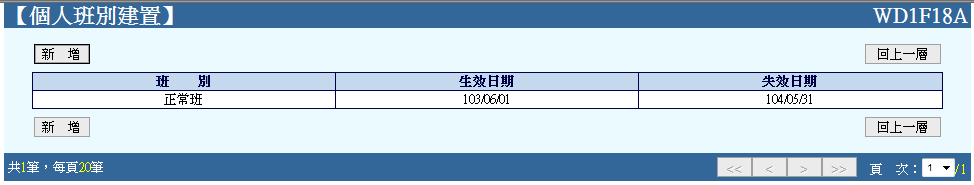 【個人班別建置】 WD1F18A
新 增 回上一層
班 別 生效日期 失效日期
正常班 103/06/01 104/05/31
新 增 回上一層
共1筆，每頁20筆 << < > >> 頁 次：1 /1